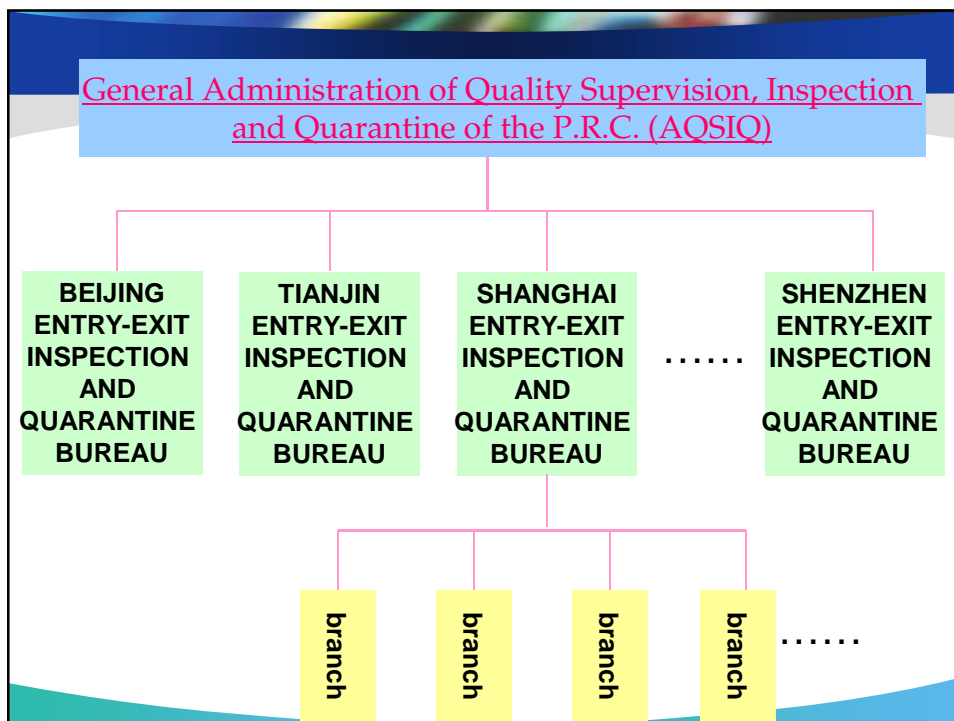 General Administration of Quality Supervision, Inspection
and Quarantine of the P.R.C. (AQSIQ)
BEIJING
ENTRY-EXIT
INSPECTION
AND
QUARANTINE
BUREAU
TIANJIN
ENTRY-EXIT
INSPECTION
AND
QUARANTINE
BUREAU
SHANGHAI
ENTRY-EXIT
INSPECTION
AND
QUARANTINE
BUREAU
......
SHENZHEN
ENTRY-EXIT
INSPECTION
AND
QUARANTINE
BUREAU
branch
branch
branch
branch
......